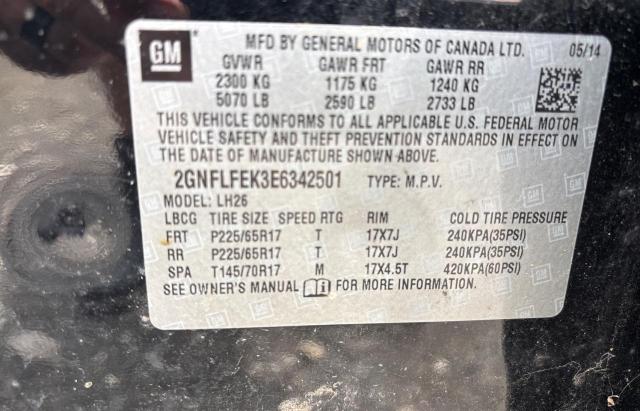 GM MFD BY GENERAL MOTORS OF CANADA LTD. 05/14
GVWR GAWR FRT GAWR RR
2300 KG 1175 KG 1240 KG
5070 LB 2590 LB 2733 LB
THIS VEHICLE CONFORMS TO ALL APPLICABLE U.S. FEDERAL MOTOR
VEHICLE SAFETY AND THEFT PREVENTION STANDARDS IN EFFECT ON
THE DATE OF MANUFACTURE SHOWN ABOVE.
2GNFLFEK3E6342501 TYPE: M.P.V.
MODEL: LH26
LBCG TIRE SIZE SPEED RTG RIM COLD TIRE PRESSURE
FRT P225/65R17 T 17X7J 240KPA(35PSI)
RR P225/65R17 T 17X7J 240KPA(35PSI)
SPA T145/70R17 M 17X4.5T 420KPA(60PSI)
SEE OWNER'S MANUAL FOR MORE INFORMATION.